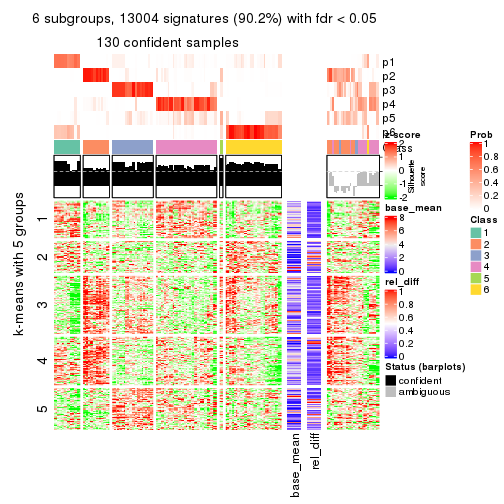 6 subgroups, 13004 signatures (90.2%) with fdr < 0.05
130 confident samples
p1
p2
p3
p4
p5
p6
Class
Silhouette
score
k-means with 5 groups
1
2
3
4
5
base_mean
rel_diff
z-score
2
-2
base_mean
8
6
4
2
0
rel_diff
1
0.8
0.6
0.4
0.2
0
Status (barplots)
confident
ambiguous
Prob
1
0.8
0.6
0.4
0.2
0
Class
1
2
3
4
5
6